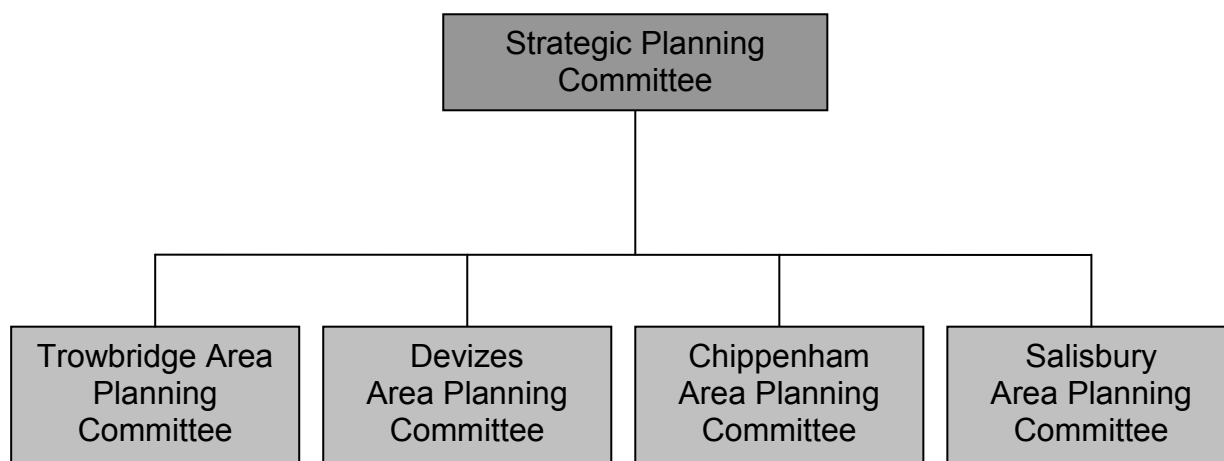 Strategic Planning
Committee
Trowbridge Area
Planning
Committee
Devizes
Area Planning
Committee
Chippenham
Area Planning
Committee
Salisbury
Area Planning
Committee